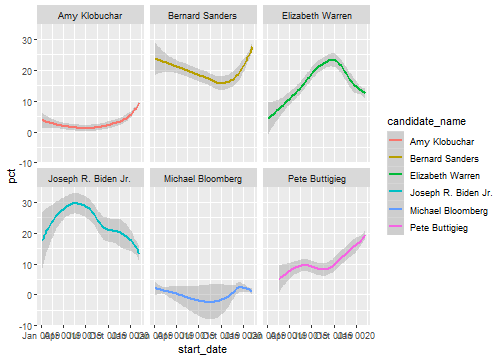 Amy Klobuchar Bernard Sanders Elizabeth Warren
30
20
10
0
-10
Joseph R. Biden Jr. Michael Bloomberg Pete Buttigieg
30
20
10
0
-10
pct
start_date
candidate_name
Amy Klobuchar
Bernard Sanders
Elizabeth Warren
Joseph R. Biden Jr.
Michael Bloomberg
Pete Buttigieg